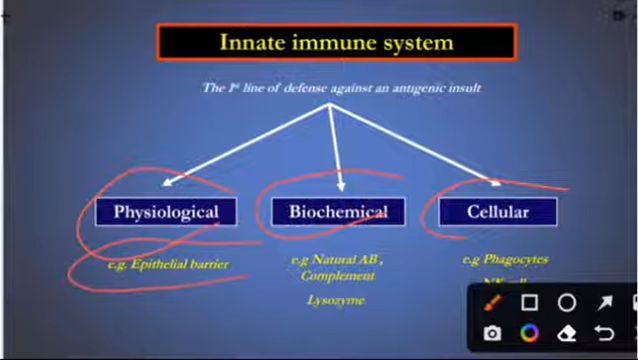 Innate immune system
The 1st line of defense against an antigenic insult
Physiological
Biochemical
Cellular
e.g. Epithelial barrier
e.g Natural AB,
Complement
Lysozyme
e.g Phagocytes